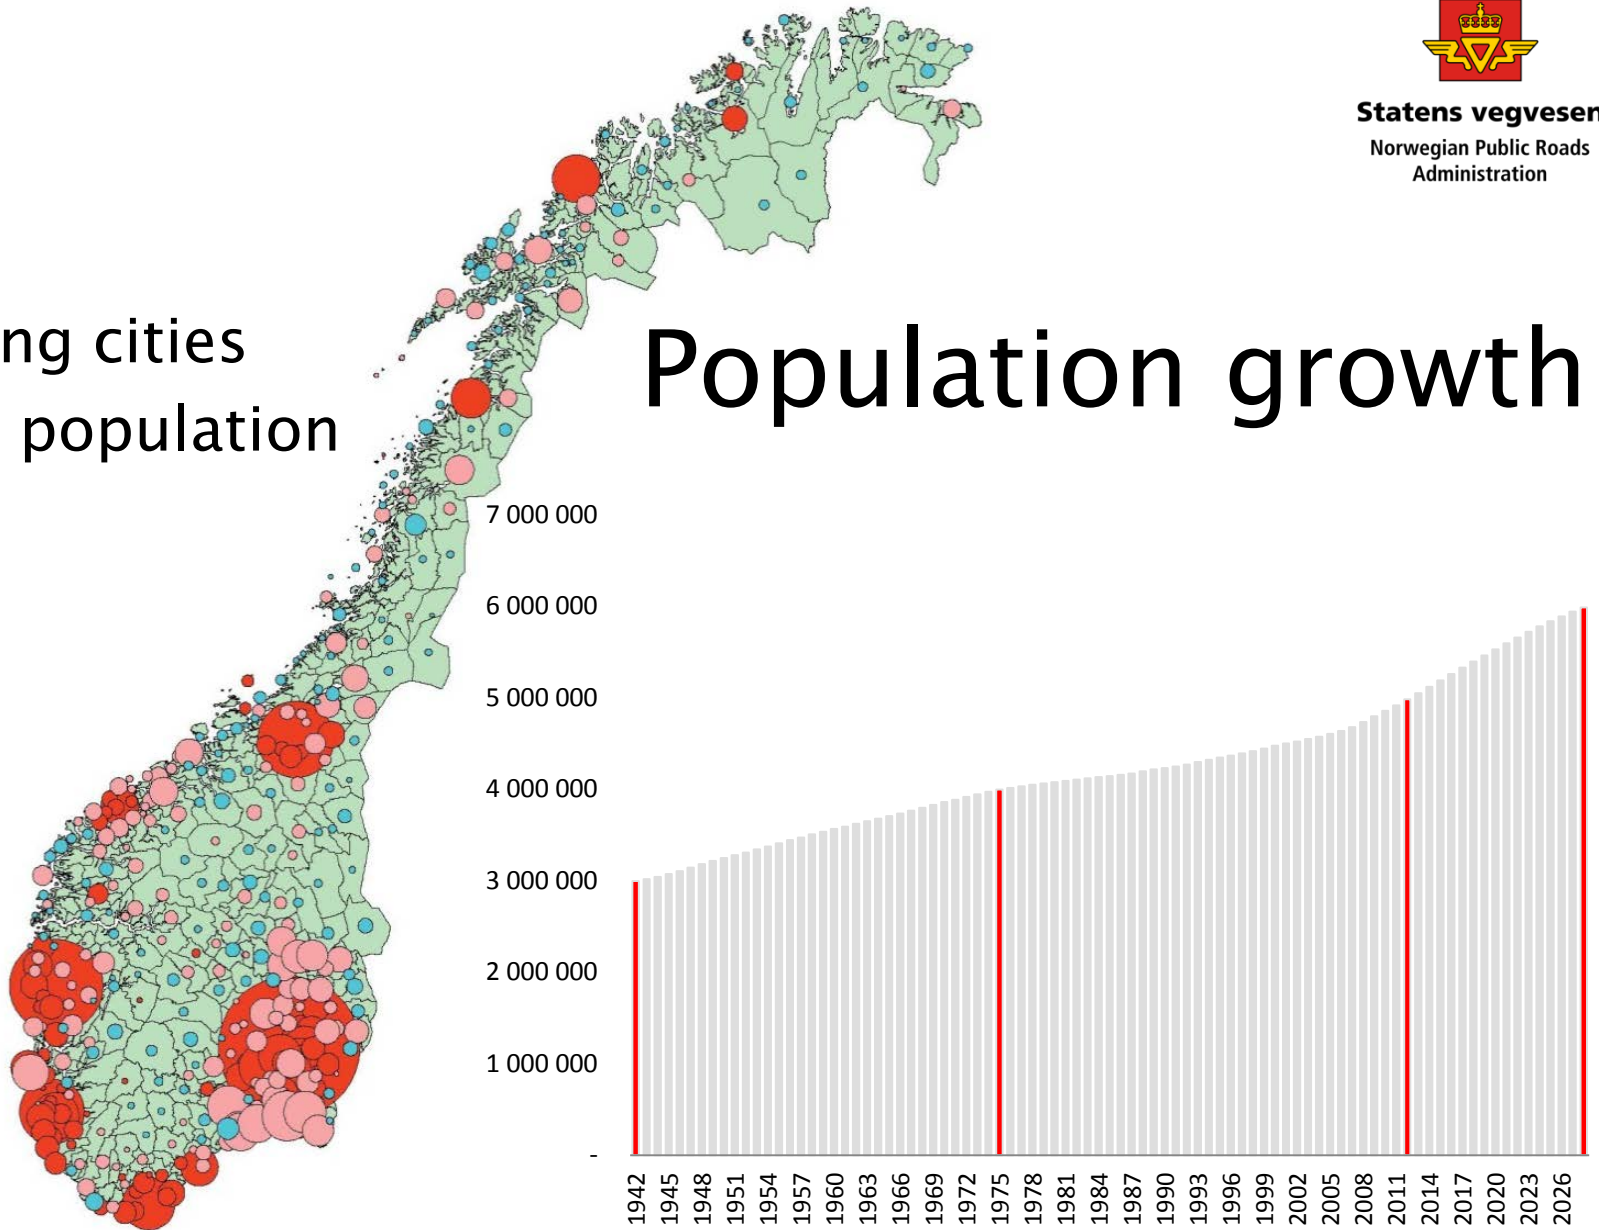 Statens vegvesen
Norwegian Public Roads
Administration
ng cities
population
Population growth
7 000 000
6 000 000
5 000 000
4 000 000
3 000 000
2 000 000
1 000 000
-
1942
1945
1948
1951
1954
1957
1960
1963
1966
1969
1972
1975
1978
1981
1984
1987
1990
1993
1996
1999
2002
2005
2008
2011
2014
2017
2020
2023
2026